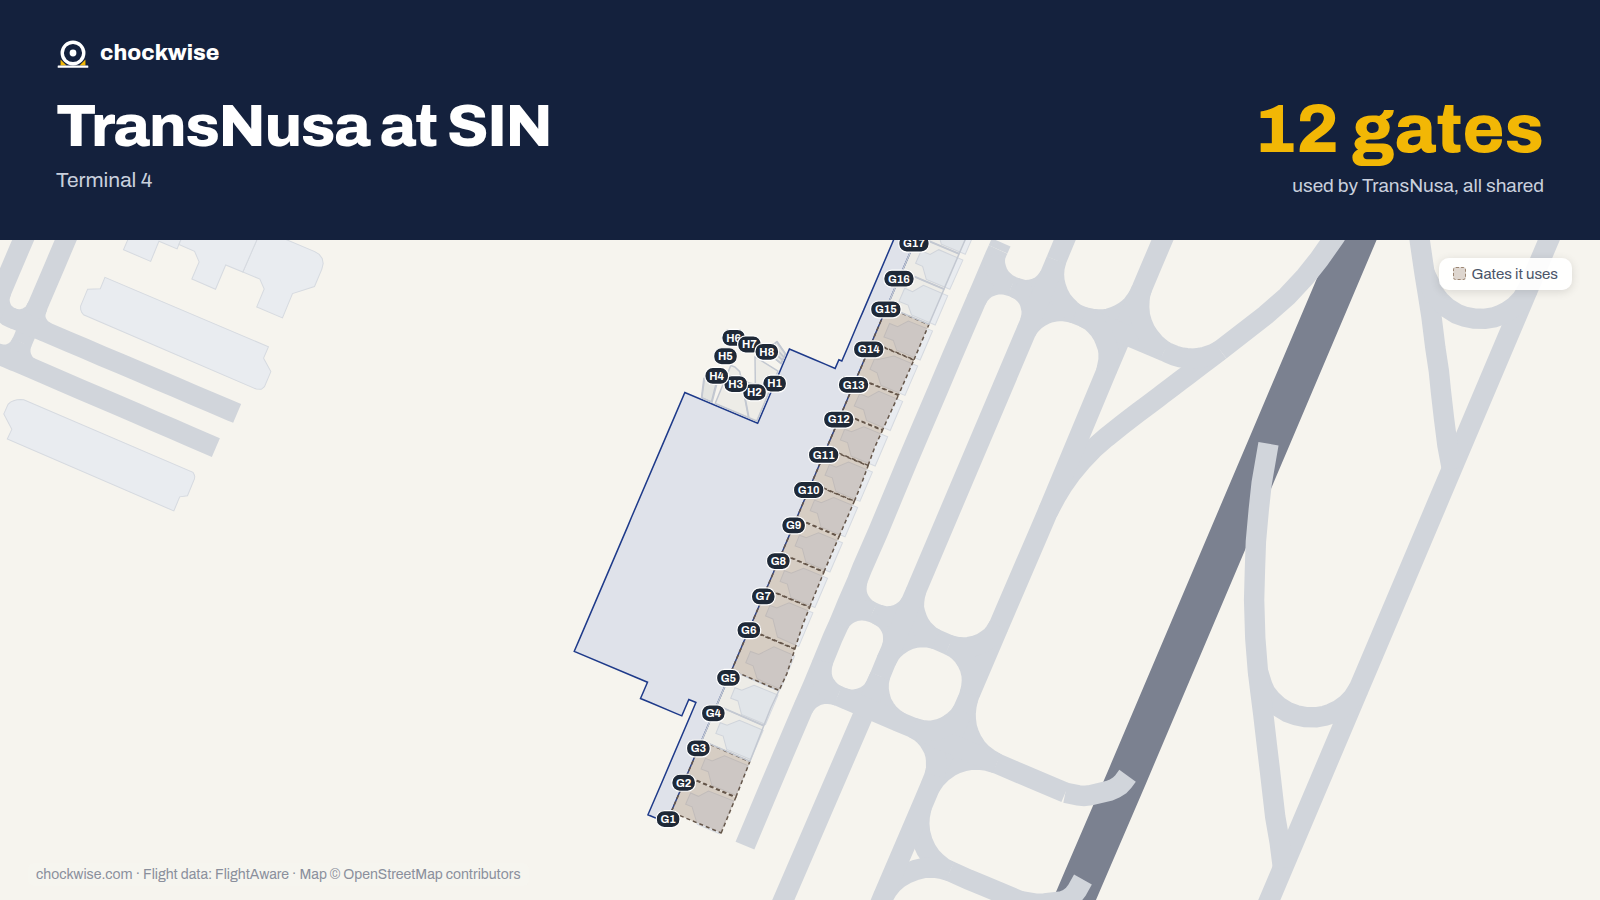 chockwise
TransNusa at SIN
Terminal 4
12 gates
used by TransNusa, all shared
Gates it uses
G17
G16
G15
G14
G13
G12
G11
G10
G9
G8
G7
G6
G5
G4
G3
G2
G1
H6
H7
H8
H5
H4
H3
H2
H1
chockwise.com · Flight data: FlightAware · Map © OpenStreetMap contributors